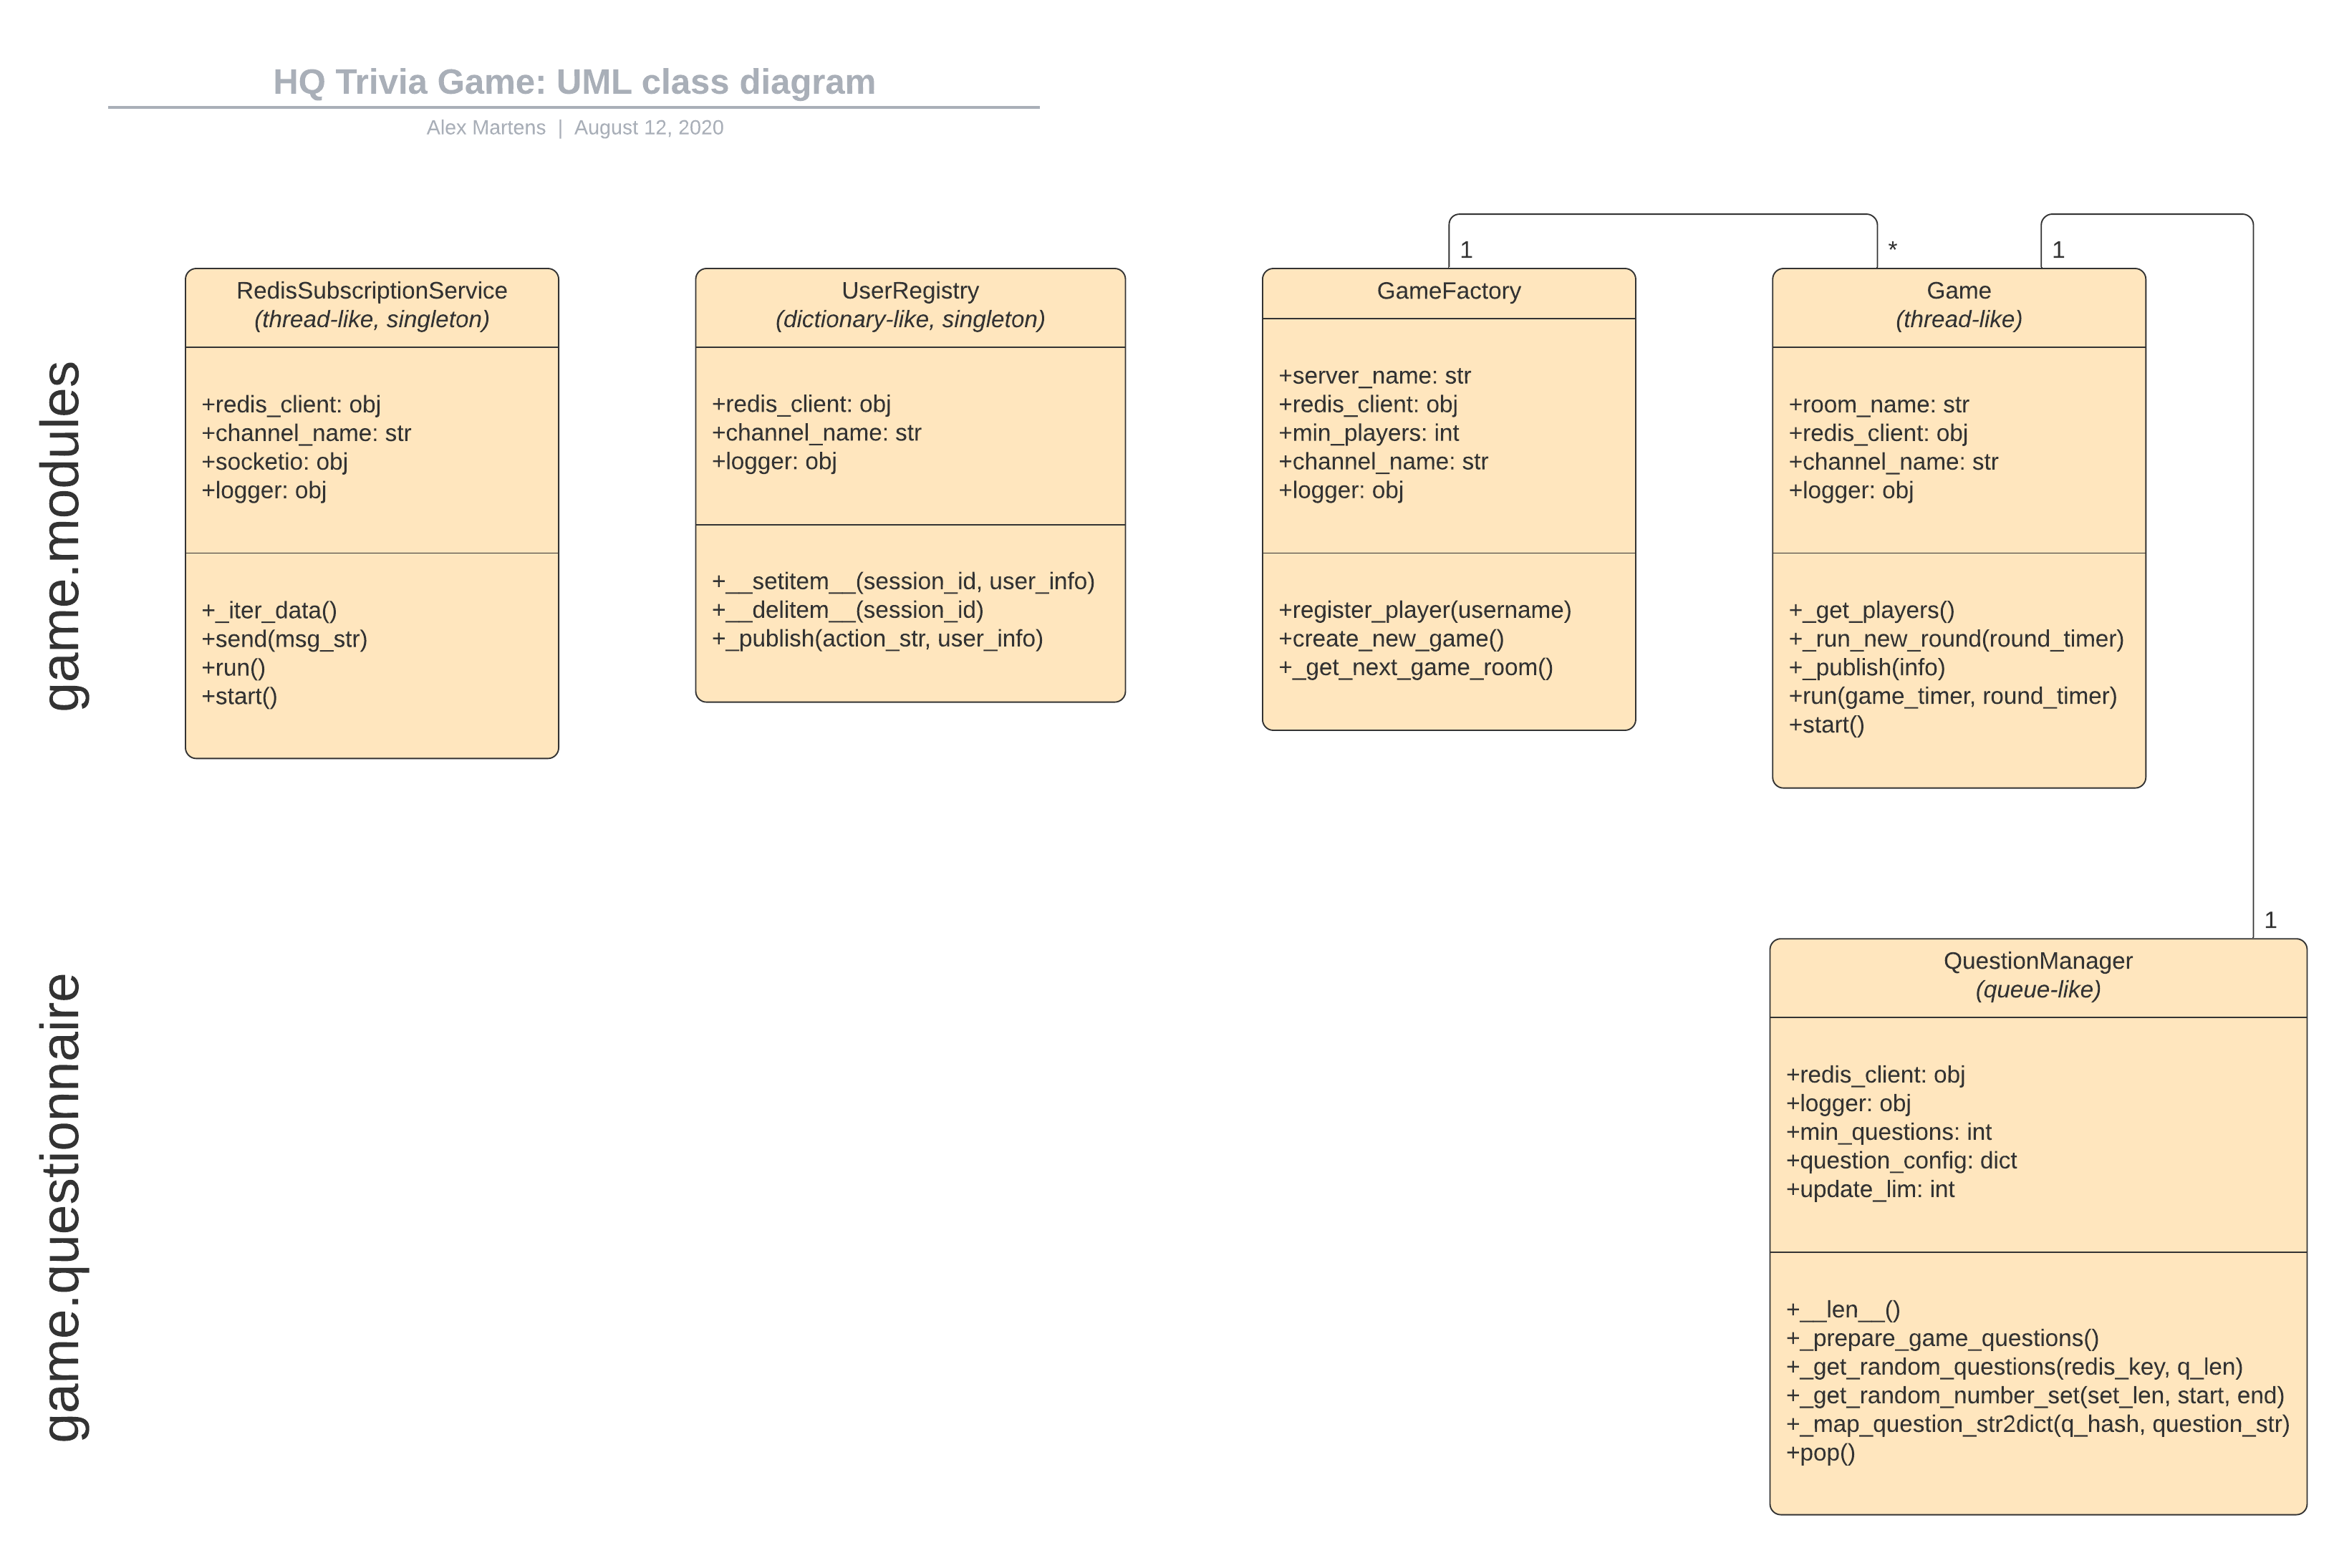 HQ Trivia Game: UML class diagram
Alex Martens | August 12, 2020
game.modules
RedisSubscriptionService
(thread-like, singleton)
+redis_client: obj
+channel_name: str
+socketio: obj
+logger: obj
+_iter_data()
+send(msg_str)
+run()
+start()
UserRegistry
(dictionary-like, singleton)
+redis_client: obj
+channel_name: str
+logger: obj
+__setitem__(session_id, user_info)
+__delitem__(session_id)
+_publish(action_str, user_info)
1
GameFactory
+server_name: str
+redis_client: obj
+min_players: int
+channel_name: str
+logger: obj
+register_player(username)
+create_new_game()
+_get_next_game_room()
*
1
Game
(thread-like)
+room_name: str
+redis_client: obj
+channel_name: str
+logger: obj
+_get_players()
+_run_new_round(round_timer)
+_publish(info)
+run(game_timer, round_timer)
+start()
game.questionnaire
1
QuestionManager
(queue-like)
+redis_client: obj
+logger: obj
+min_questions: int
+question_config: dict
+update_lim: int
+__len__()
+_prepare_game_questions()
+_get_random_questions(redis_key, q_len)
+_get_random_number_set(set_len, start, end)
+_map_question_str2dict(q_hash, question_str)
+pop()